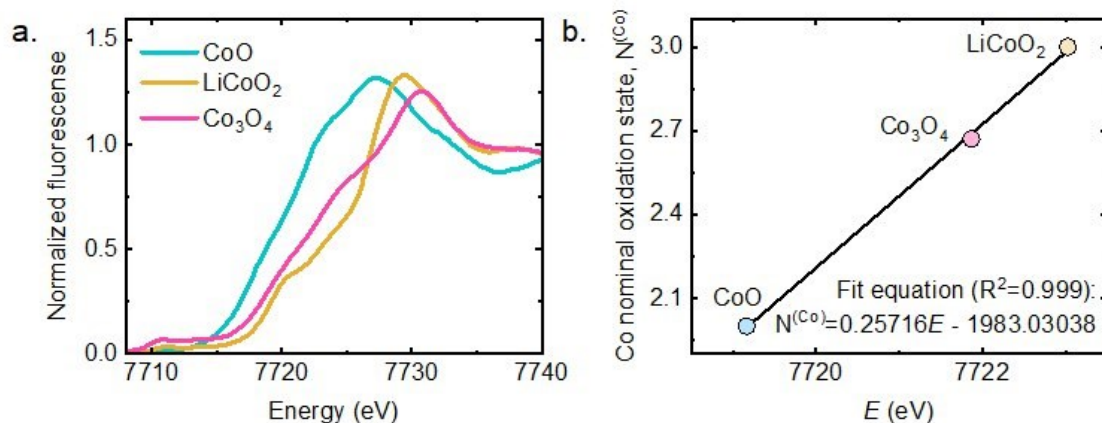 a.
Normalized fluorescense
1.5
1.0
0.5
0.0
CoO
LiCoO₂
Co₃O₄
7710 7720 7730 7740
Energy (eV)
b.
Co nominal oxidation state, N⁽ᶜᵒ⁾
3.0
2.7
2.4
2.1
LiCoO₂
Co₃O₄
CoO
Fit equation (R²=0.999):
N⁽ᶜᵒ⁾=0.25716E - 1983.03038
7720 7722
E (eV)